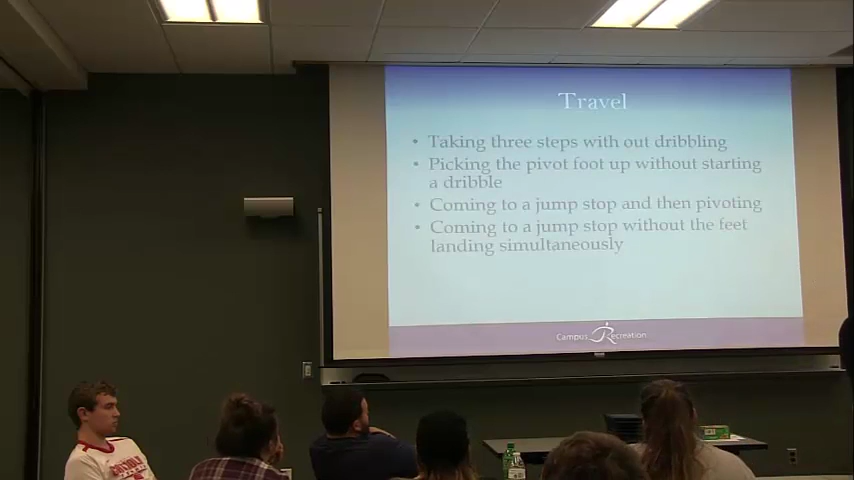 Travel
• Taking three steps with out dribbling
• Picking the pivot foot up without starting
a dribble
• Coming to a jump stop and then pivoting
• Coming to a jump stop without the feet
landing simultaneously
Campus Recreation